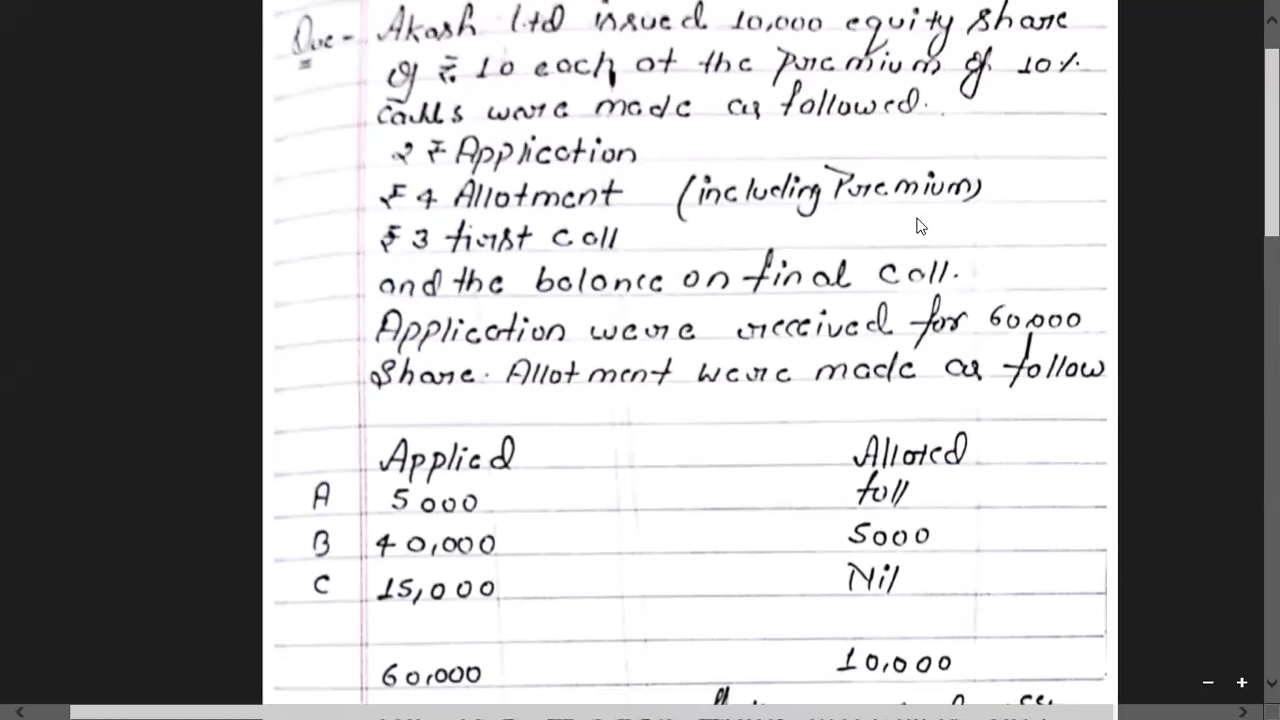 Que- Akash Ltd issued 10,000 equity share
of ₹. 10 each at the premium of 10%.
calls were made as followed.
2 ₹ Application
₹ 4 Allotment (including Premium)
₹ 3 first call
and the balance on final call.
Application were received for 60,000
share. Allotment were made as follow
Applied Alloted
A 5000 full
B 40,000 5000
C 15,000 Nil
60,000 10,000